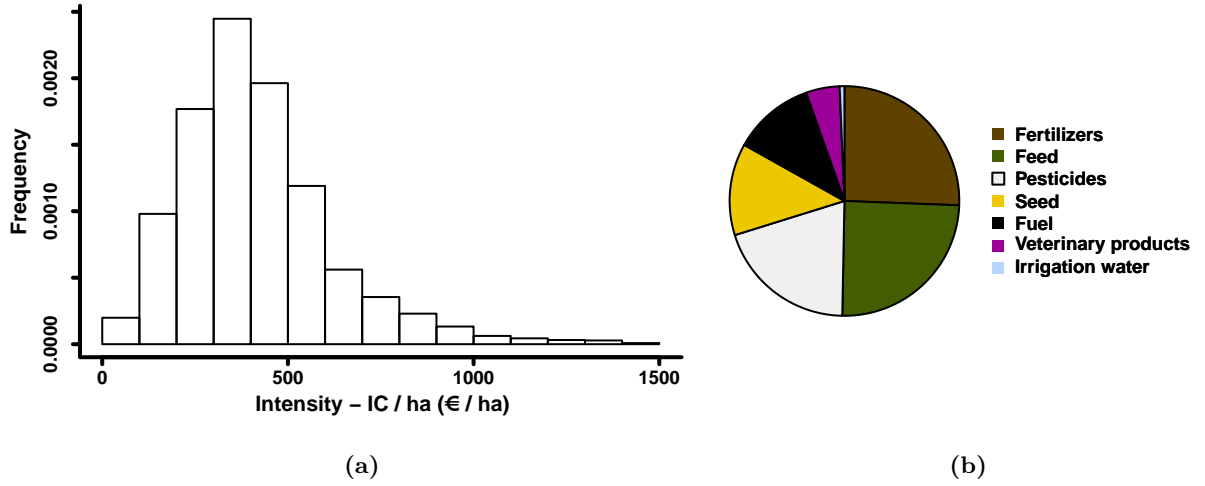 Frequency
0.0020
0.0010
0.0000
0
500
1000
1500
Intensity – IC / ha (€ / ha)
Fertilizers
Feed
Pesticides
Seed
Fuel
Veterinary products
Irrigation water
(a)
(b)